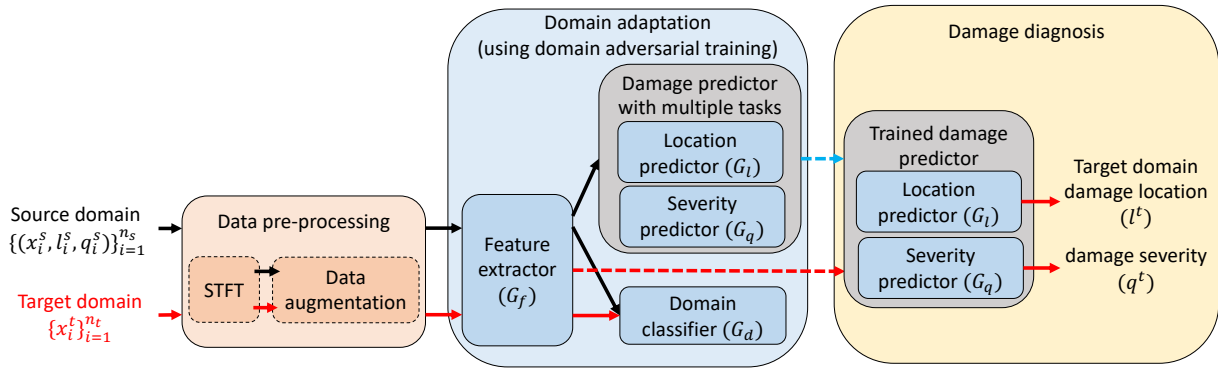 Source domain
{(x_i^s, l_i^s, q_i^s)}_{i=1}^{n_s}
Target domain
{x_i^t}_{i=1}^{n_t}
Data pre-processing
STFT
Data
augmentation
Domain adaptation
(using domain adversarial training)
Feature
extractor
(G_f)
Damage predictor
with multiple tasks
Location
predictor (G_l)
Severity
predictor (G_q)
Domain
classifier (G_d)
Damage diagnosis
Trained damage
predictor
Location
predictor (G_l)
Severity
predictor (G_q)
Target domain
damage location
(l^t)
damage severity
(q^t)